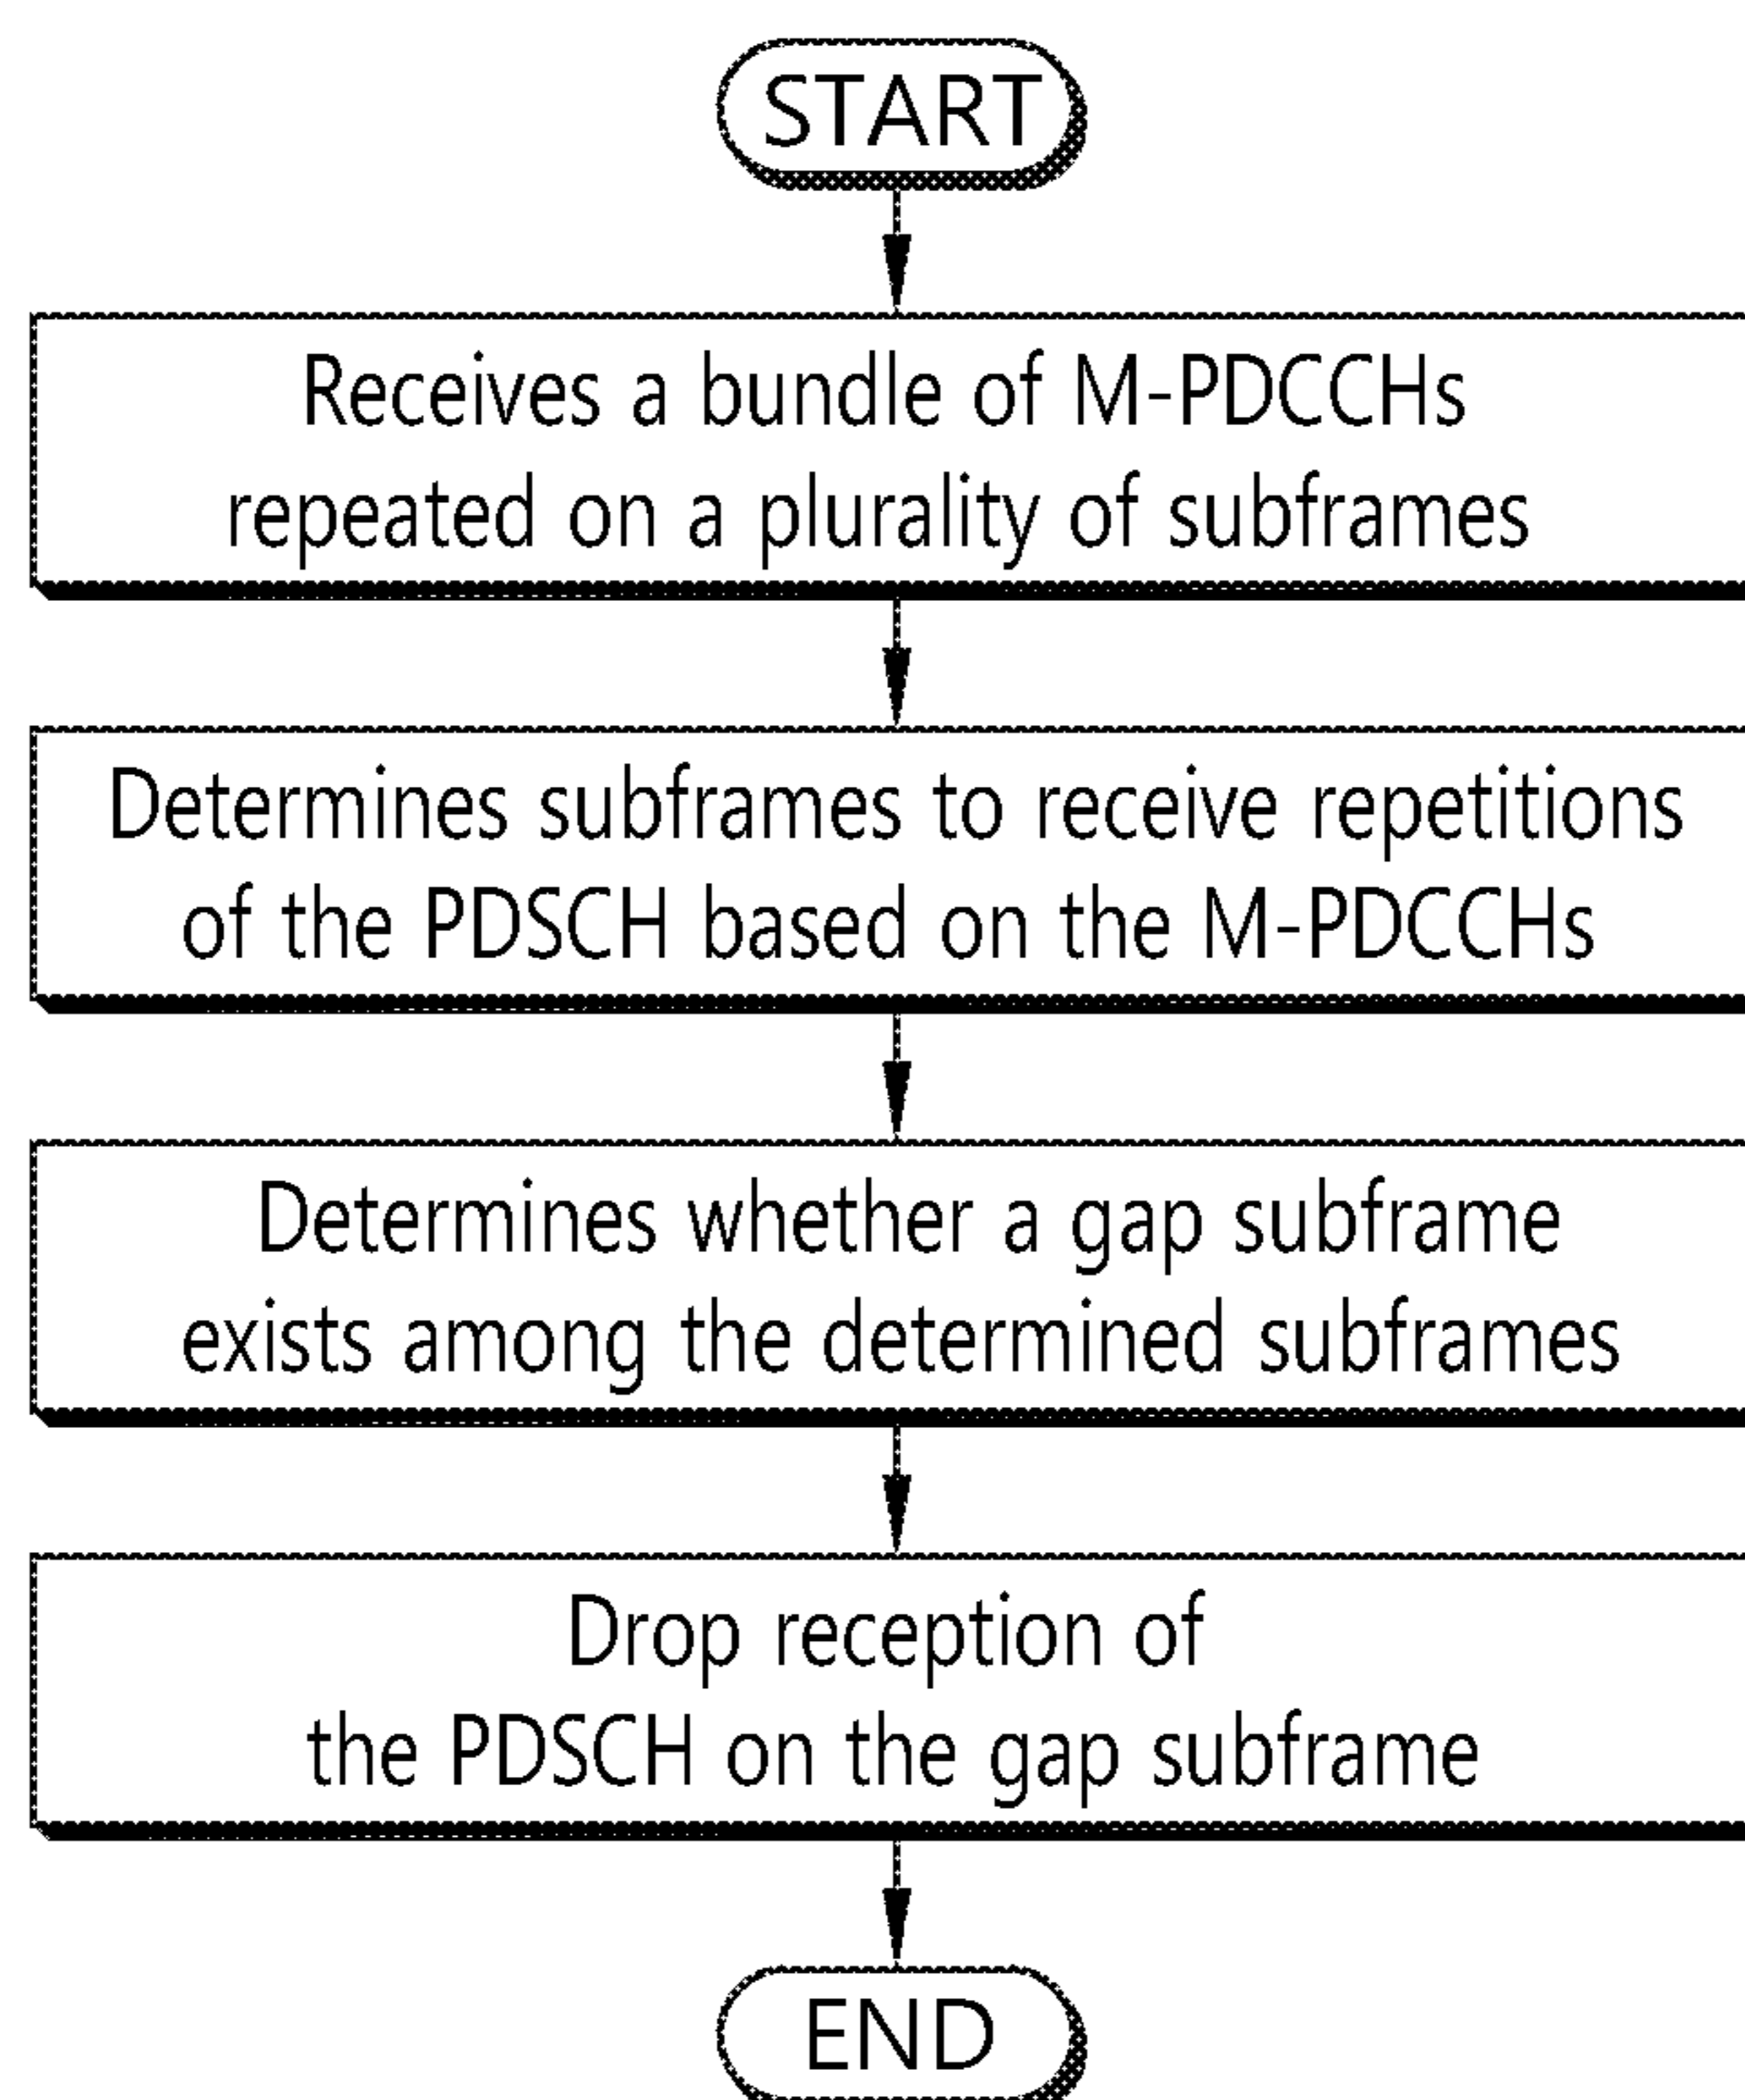 START
Receives a bundle of M-PDCCHs
repeated on a plurality of subframes
Determines subframes to receive repetitions
of the PDSCH based on the M-PDCCHs
Determines whether a gap subframe
exists among the determined subframes
Drop reception of
the PDSCH on the gap subframe
END